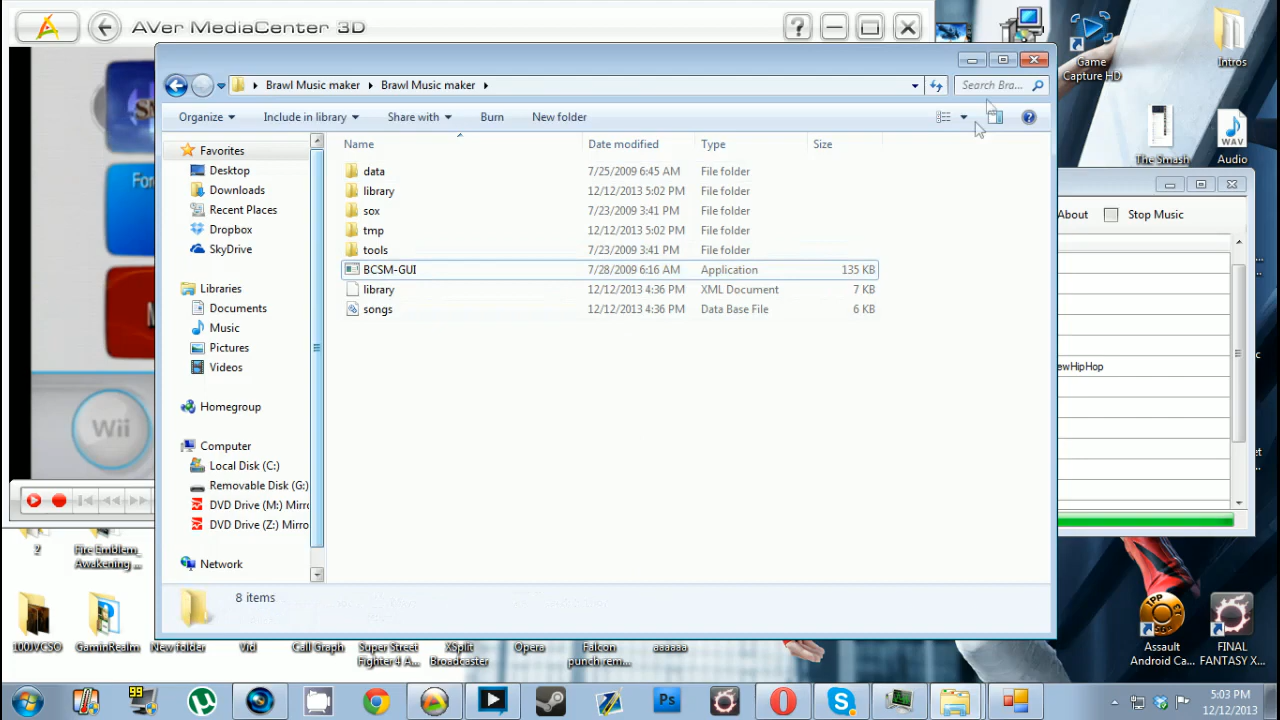 AVer MediaCenter 3D
Brawl Music maker
Brawl Music maker
Search Bra...
Organize
Include in library
Share with
Burn
New folder
Name
Date modified
Type
Size
Favorites
Desktop
Downloads
Recent Places
Dropbox
SkyDrive
Libraries
Documents
Music
Pictures
Videos
Homegroup
Computer
Local Disk (C:)
Removable Disk (G:)
DVD Drive (M:) Mirro
DVD Drive (Z:) Mirro
Network
data 7/25/2009 6:45 AM File folder
library 12/12/2013 5:02 PM File folder
sox 7/23/2009 3:41 PM File folder
tmp 12/12/2013 5:02 PM File folder
tools 7/23/2009 3:41 PM File folder
BCSM-GUI 7/28/2009 6:16 AM Application 135 KB
library 12/12/2013 4:36 PM XML Document 7 KB
songs 12/12/2013 4:36 PM Data Base File 6 KB
8 items
Wii
Game
Capture HD
Intros
The Smash
Audio
WAV
About
Stop Music
ewHipHop
2
Fire Emblem_
Awakening ...
100JVCSO
GaminRealm
New folder
Vid
Call Graph
Super Street
Fighter 4 A...
XSplit
Broadcaster
Opera
Falcon
punch rem...
aaaaaa
Assault
Android Ca...
FINAL
FANTASY X...
99
Ps
5:03 PM
12/12/2013